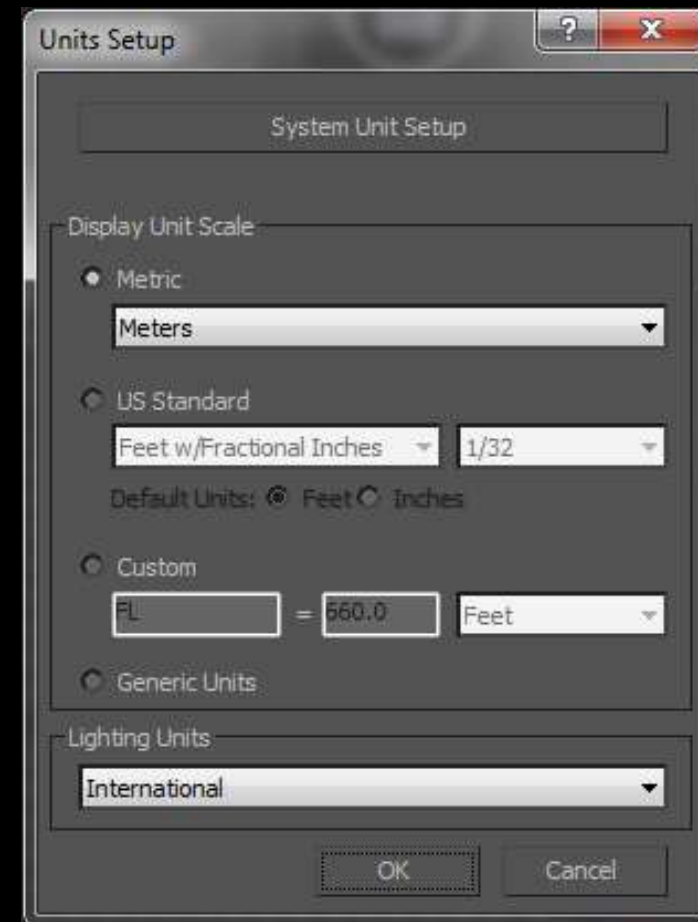 Units Setup
?
X
System Unit Setup
Display Unit Scale
Metric
Meters
US Standard
Feet w/Fractional Inches 1/32
Default Units: Feet Inches
Custom
FL = 660.0 Feet
Generic Units
Lighting Units
International
OK Cancel